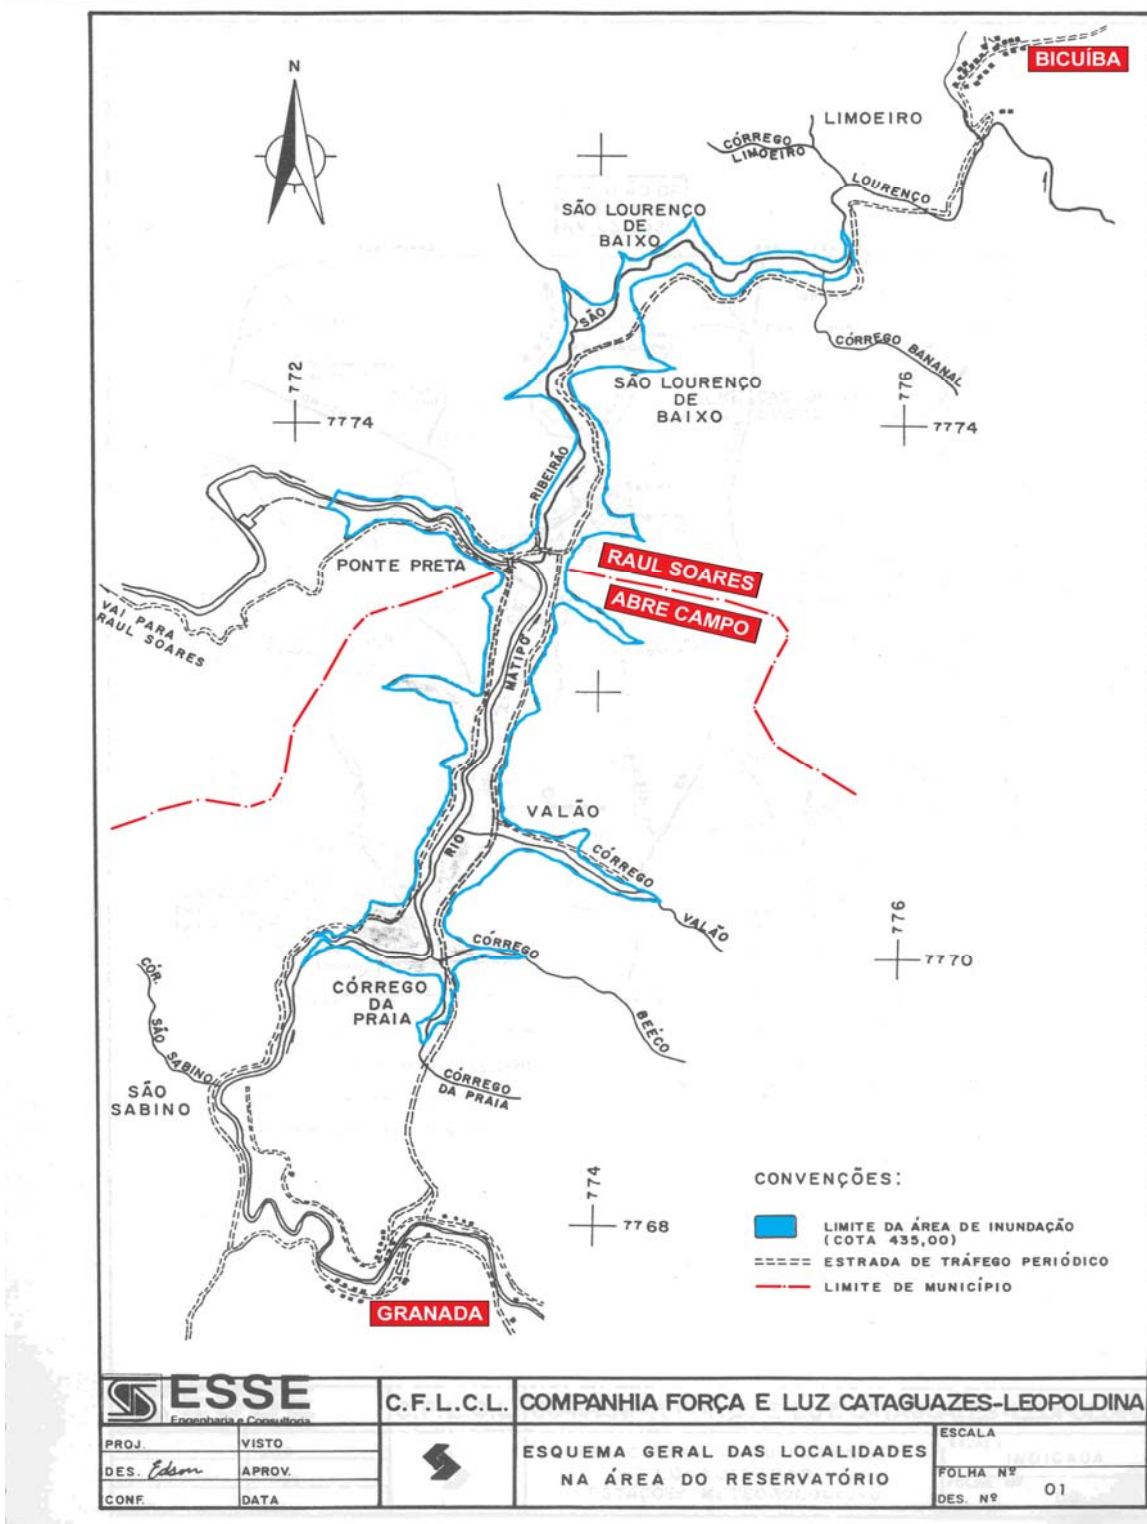 BICUÍBA
N
LIMOEIRO
CÓRREGO
LIMOEIRO
LOURENÇO
SÃO LOURENÇO
DE
BAIXO
SÃO
CÓRREGO BANANAL
772
7774
SÃO LOURENÇO
DE
BAIXO
776
7774
RIBEIRÃO
PONTE PRETA
RAUL SOARES
ABRE CAMPO
VAI PARA
RAUL SOARES
MATIPÓ
VALÃO
RIO
CÓRREGO
VALÃO
776
7770
CÓRREGO
BEÉCO
CÓRREGO
DA
PRAIA
CÓR.
SÃO SABINO
SÃO
SABINO
CÓRREGO
DA PRAIA
774
7768
GRANADA
CONVENÇÕES:
LIMITE DA ÁREA DE INUNDAÇÃO
(COTA 435,00)
ESTRADA DE TRÁFEGO PERIÓDICO
LIMITE DE MUNICÍPIO
ESSE
Engenharia e Consultoria
C.F.L.C.L.
COMPANHIA FORÇA E LUZ CATAGUAZES-LEOPOLDINA
PROJ.
VISTO
DES. Edson
APROV.
CONF.
DATA
ESQUEMA GERAL DAS LOCALIDADES
NA ÁREA DO RESERVATÓRIO
ESCALA
INDICADA
FOLHA Nº
DES. Nº
01